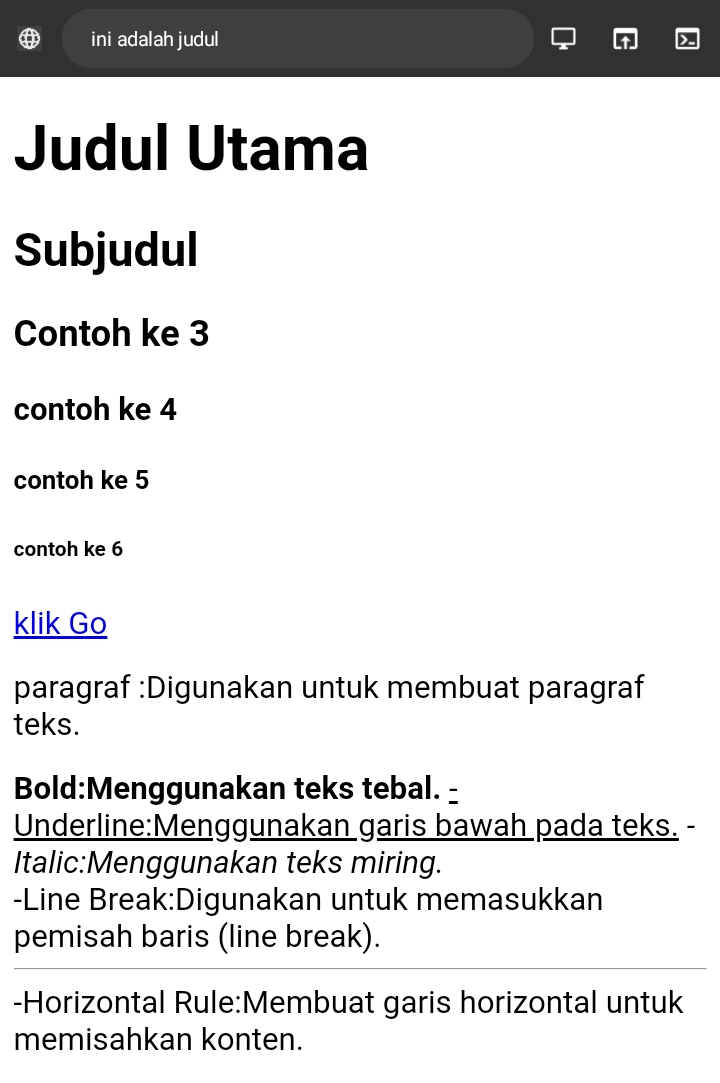 ini adalah judul
Judul Utama
Subjudul
Contoh ke 3
contoh ke 4
contoh ke 5
contoh ke 6
klik Go
paragraf :Digunakan untuk membuat paragraf
teks.
Bold:Menggunakan teks tebal. -
Underline:Menggunakan garis bawah pada teks. -
Italic:Menggunakan teks miring.
-Line Break:Digunakan untuk memasukkan
pemisah baris (line break).
-Horizontal Rule:Membuat garis horizontal untuk
memisahkan konten.